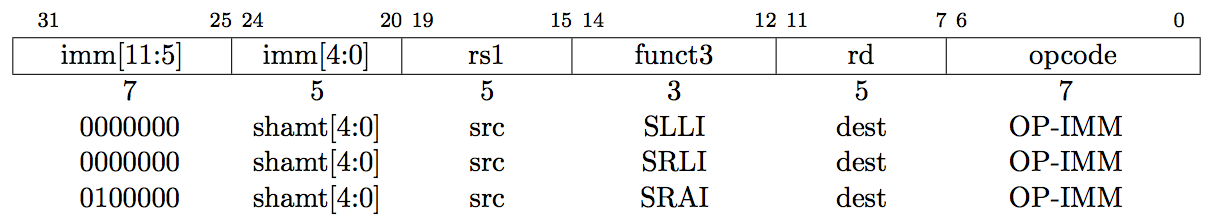 31 25 24 20 19 15 14 12 11 7 6 0
imm[11:5] imm[4:0] rs1 funct3 rd opcode
7 5 5 3 5 7
0000000 shamt[4:0] src SLLI dest OP-IMM
0000000 shamt[4:0] src SRLI dest OP-IMM
0100000 shamt[4:0] src SRAI dest OP-IMM